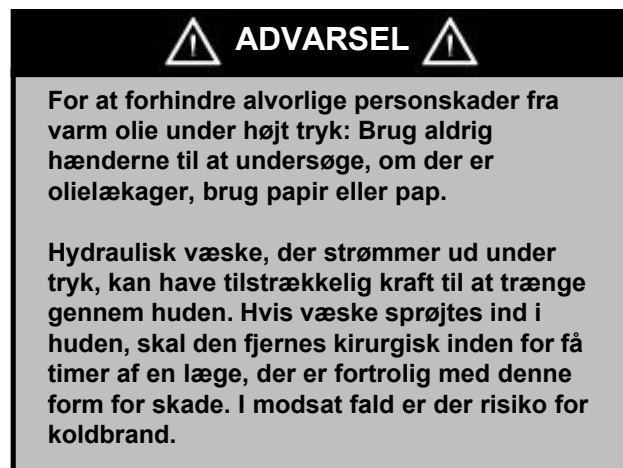 ADVARSEL
For at forhindre alvorlige personskader fra
varm olie under højt tryk: Brug aldrig
hænderne til at undersøge, om der er
olielækager, brug papir eller pap.
Hydraulisk væske, der strømmer ud under
tryk, kan have tilstrækkelig kraft til at trænge
gennem huden. Hvis væske sprøjtes ind i
huden, skal den fjernes kirurgisk inden for få
timer af en læge, der er fortrolig med denne
form for skade. I modsat fald er der risiko for
koldbrand.